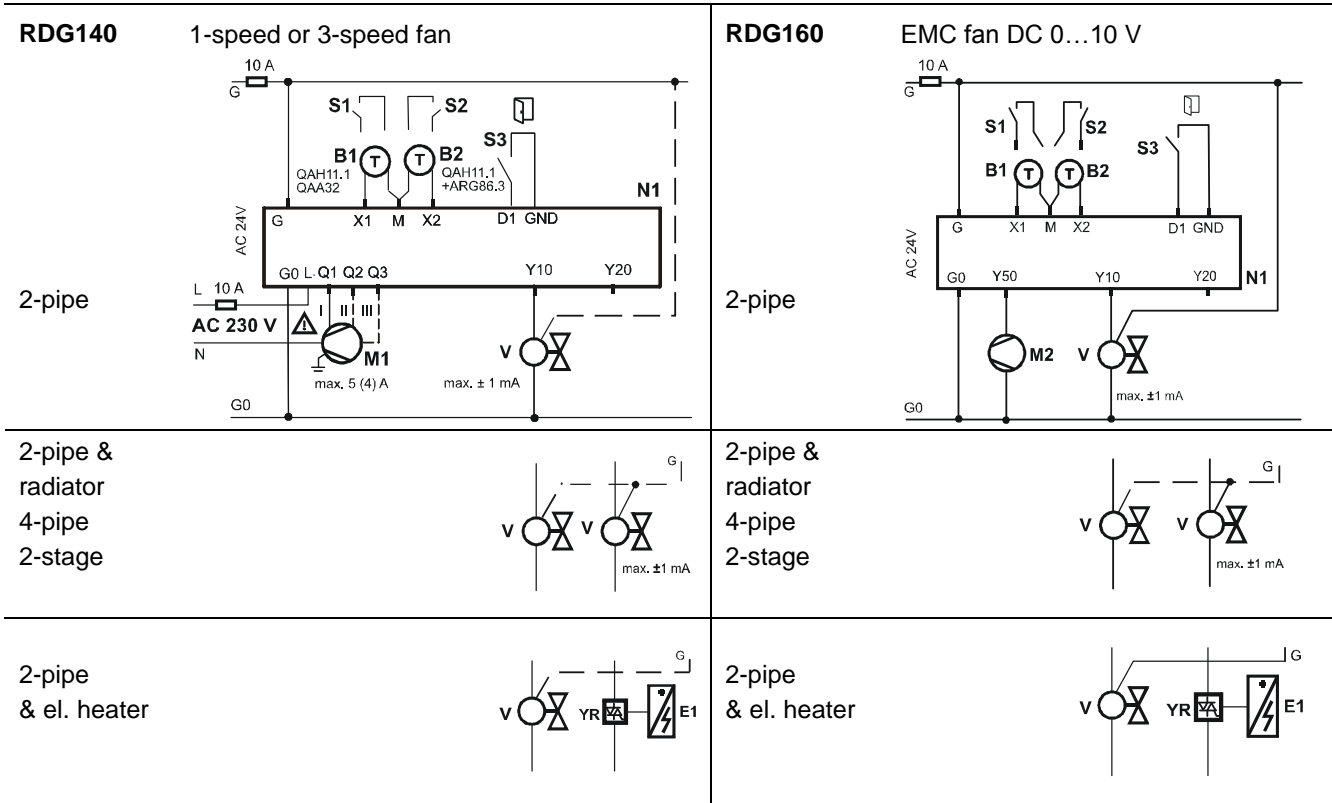 RDG140 1-speed or 3-speed fan
10 A
G
S1 S2
S3
B1 T T B2
QAH11.1 QAH11.1
QAA32 +ARG86.3
N1
AC 24V
G X1 M X2 D1 GND
G0 L Q1 Q2 Q3 Y10 Y20
2-pipe
L 10 A
I II III
AC 230 V
N
M1
max. 5 (4) A
V
max. ± 1 mA
G0
RDG160 EMC fan DC 0…10 V
10 A
G
S1 S2
S3
B1 T T B2
AC 24V
G X1 M X2 D1 GND
G0 Y50 Y10 Y20
N1
2-pipe
M2
V
max. ±1 mA
G0
2-pipe &
radiator
4-pipe
2-stage
G
V V
max. ±1 mA
2-pipe &
radiator
4-pipe
2-stage
G
V V
max. ±1 mA
2-pipe
& el. heater
G
V YR E1
2-pipe
& el. heater
G
V YR E1